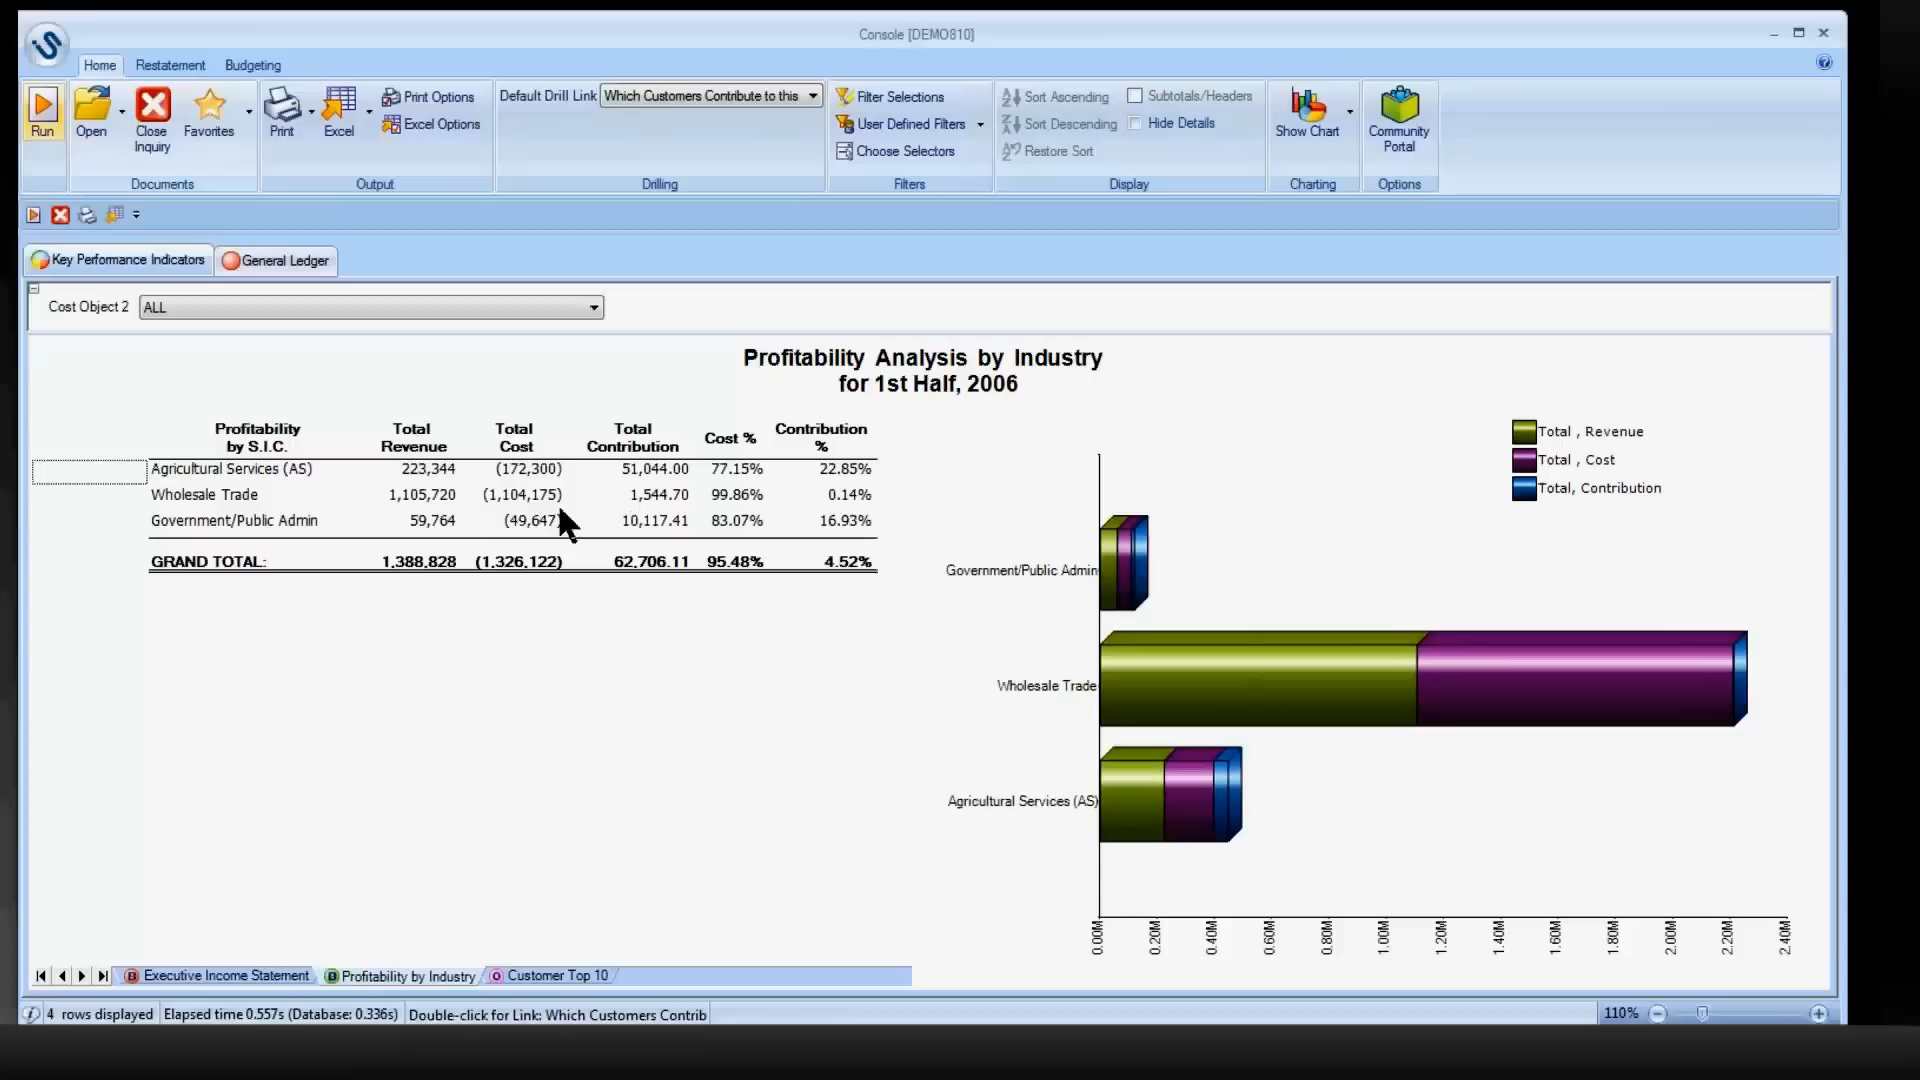 Console [DEMO810]
Home Restatement Budgeting
Run
Open
Close Inquiry
Favorites
Documents
Print
Excel
Print Options
Excel Options
Output
Default Drill Link Which Customers Contribute to this
Drilling
Filter Selections
User Defined Filters
Choose Selectors
Filters
Sort Ascending
Sort Descending
Restore Sort
Subtotals/Headers
Hide Details
Display
Show Chart
Charting
Community Portal
Options
Key Performance Indicators General Ledger
Cost Object 2 ALL
Profitability Analysis by Industry
for 1st Half, 2006
Profitability by S.I.C. Total Revenue Total Cost Total Contribution Cost % Contribution %
Agricultural Services (AS) 223,344 (172,300) 51,044.00 77.15% 22.85%
Wholesale Trade 1,105,720 (1,104,175) 1,544.70 99.86% 0.14%
Government/Public Admin 59,764 (49,647) 10,117.41 83.07% 16.93%
GRAND TOTAL: 1,388,828 (1,326,122) 62,706.11 95.48% 4.52%
Total , Revenue
Total , Cost
Total, Contribution
Government/Public Admin
Wholesale Trade
Agricultural Services (AS)
0.00M 0.20M 0.40M 0.60M 0.80M 1.00M 1.20M 1.40M 1.60M 1.80M 2.00M 2.20M 2.40M
Executive Income Statement Profitability by Industry Customer Top 10
4 rows displayed Elapsed time 0.557s (Database: 0.336s) Double-click for Link: Which Customers Contrib 110%